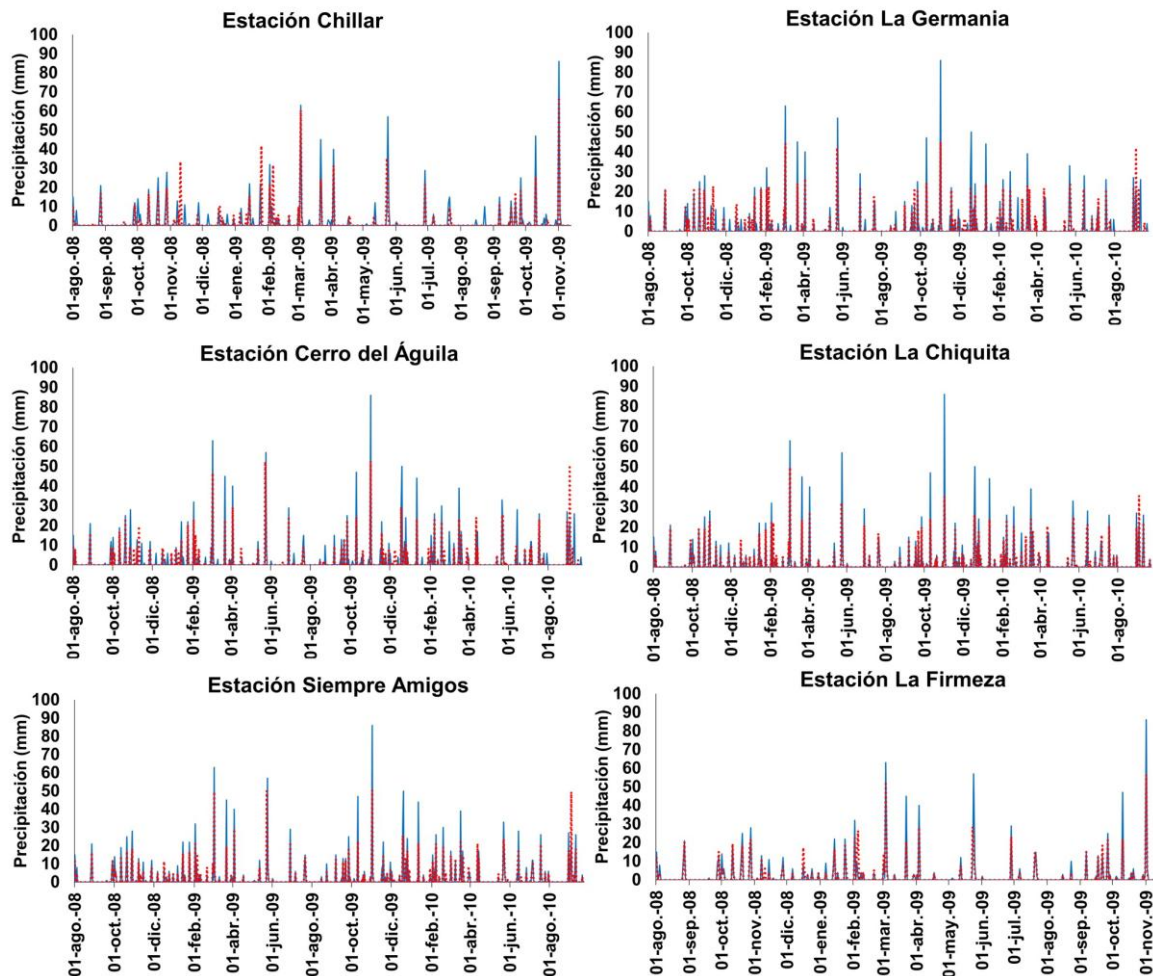 Estación Chillar
Precipitación (mm)
100
90
80
70
60
50
40
30
20
10
0
01-ago.-08
01-sep.-08
01-oct.-08
01-nov.-08
01-dic.-08
01-ene.-09
01-feb.-09
01-mar.-09
01-abr.-09
01-may.-09
01-jun.-09
01-jul.-09
01-ago.-09
01-sep.-09
01-oct.-09
01-nov.-09
Estación La Germania
Precipitación (mm)
100
90
80
70
60
50
40
30
20
10
0
01-ago.-08
01-oct.-08
01-dic.-08
01-feb.-09
01-abr.-09
01-jun.-09
01-ago.-09
01-oct.-09
01-dic.-09
01-feb.-10
01-abr.-10
01-jun.-10
01-ago.-10
Estación Cerro del Águila
Precipitación (mm)
100
90
80
70
60
50
40
30
20
10
0
01-ago.-08
01-oct.-08
01-dic.-08
01-feb.-09
01-abr.-09
01-jun.-09
01-ago.-09
01-oct.-09
01-dic.-09
01-feb.-10
01-abr.-10
01-jun.-10
01-ago.-10
Estación La Chiquita
Precipitación (mm)
100
90
80
70
60
50
40
30
20
10
0
01-ago.-08
01-oct.-08
01-dic.-08
01-feb.-09
01-abr.-09
01-jun.-09
01-ago.-09
01-oct.-09
01-dic.-09
01-feb.-10
01-abr.-10
01-jun.-10
01-ago.-10
Estación Siempre Amigos
Precipitación (mm)
100
90
80
70
60
50
40
30
20
10
0
01-ago.-08
01-oct.-08
01-dic.-08
01-feb.-09
01-abr.-09
01-jun.-09
01-ago.-09
01-oct.-09
01-dic.-09
01-feb.-10
01-abr.-10
01-jun.-10
01-ago.-10
Estación La Firmeza
Precipitación (mm)
100
90
80
70
60
50
40
30
20
10
0
01-ago.-08
01-sep.-08
01-oct.-08
01-nov.-08
01-dic.-08
01-ene.-09
01-feb.-09
01-mar.-09
01-abr.-09
01-may.-09
01-jun.-09
01-jul.-09
01-ago.-09
01-sep.-09
01-oct.-09
01-nov.-09